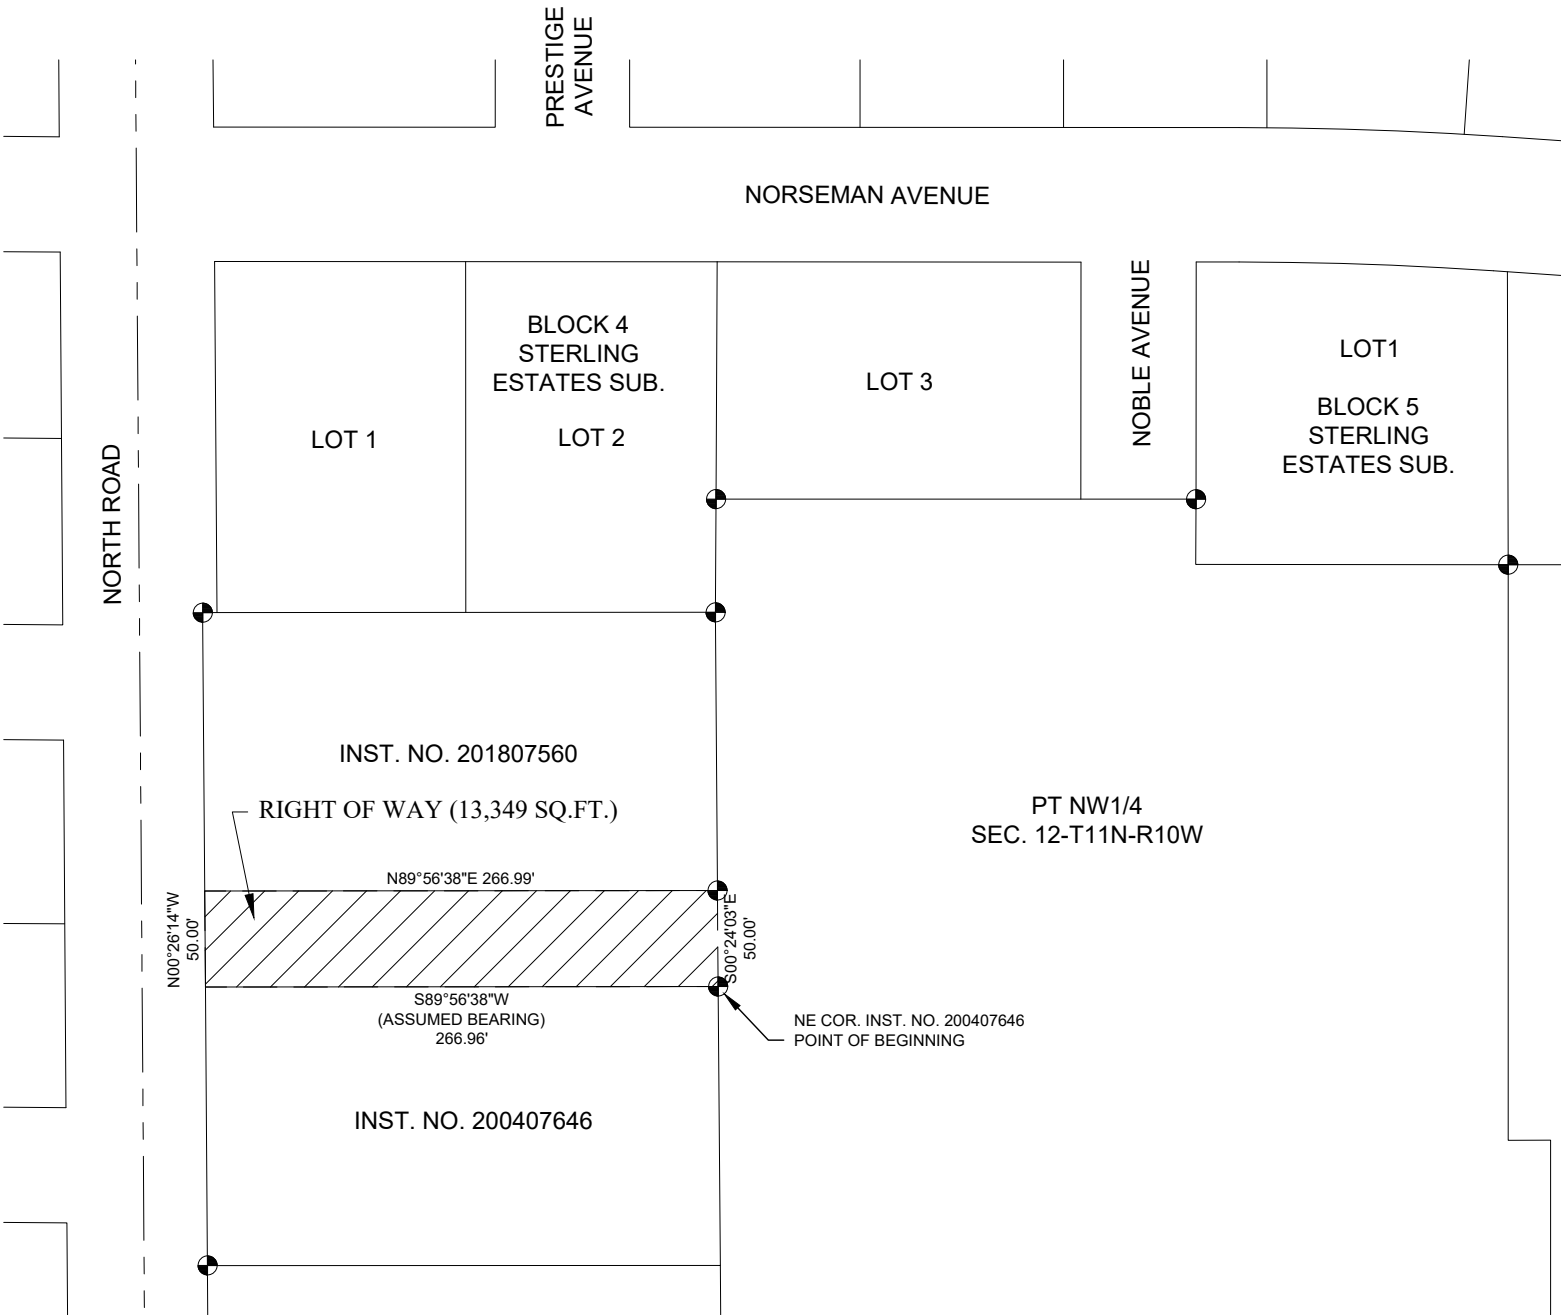 PRESTIGE
AVENUE
NORSEMAN AVENUE
NOBLE AVENUE
BLOCK 4
STERLING
ESTATES SUB.
LOT 1
LOT 2
LOT 3
LOT1
BLOCK 5
STERLING
ESTATES SUB.
NORTH ROAD
INST. NO. 201807560
RIGHT OF WAY (13,349 SQ.FT.)
PT NW1/4
SEC. 12-T11N-R10W
N89°56'38"E 266.99'
N00°26'14"W
50.00'
S00°24'03"E
50.00'
S89°56'38"W
(ASSUMED BEARING)
266.96'
NE COR. INST. NO. 200407646
POINT OF BEGINNING
INST. NO. 200407646